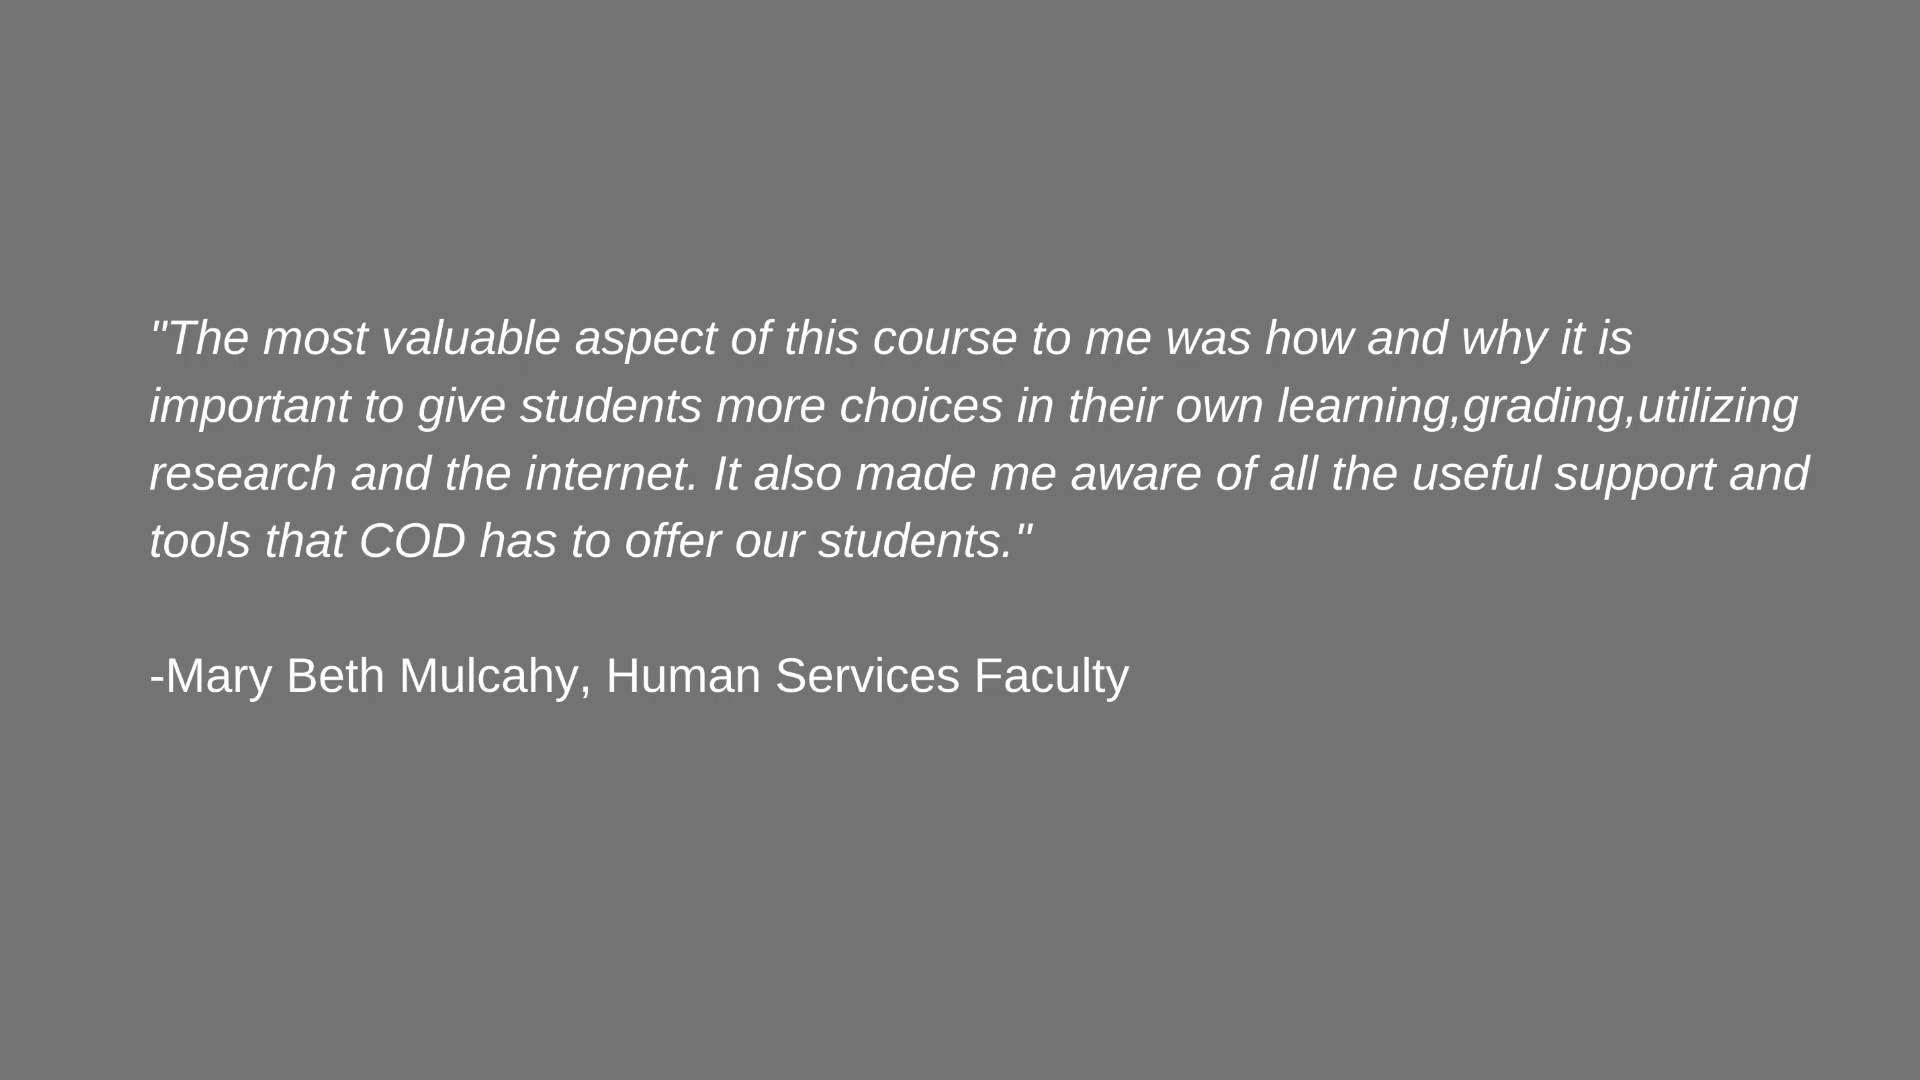 "The most valuable aspect of this course to me was how and why it is
important to give students more choices in their own learning,grading,utilizing
research and the internet. It also made me aware of all the useful support and
tools that COD has to offer our students."
-Mary Beth Mulcahy, Human Services Faculty